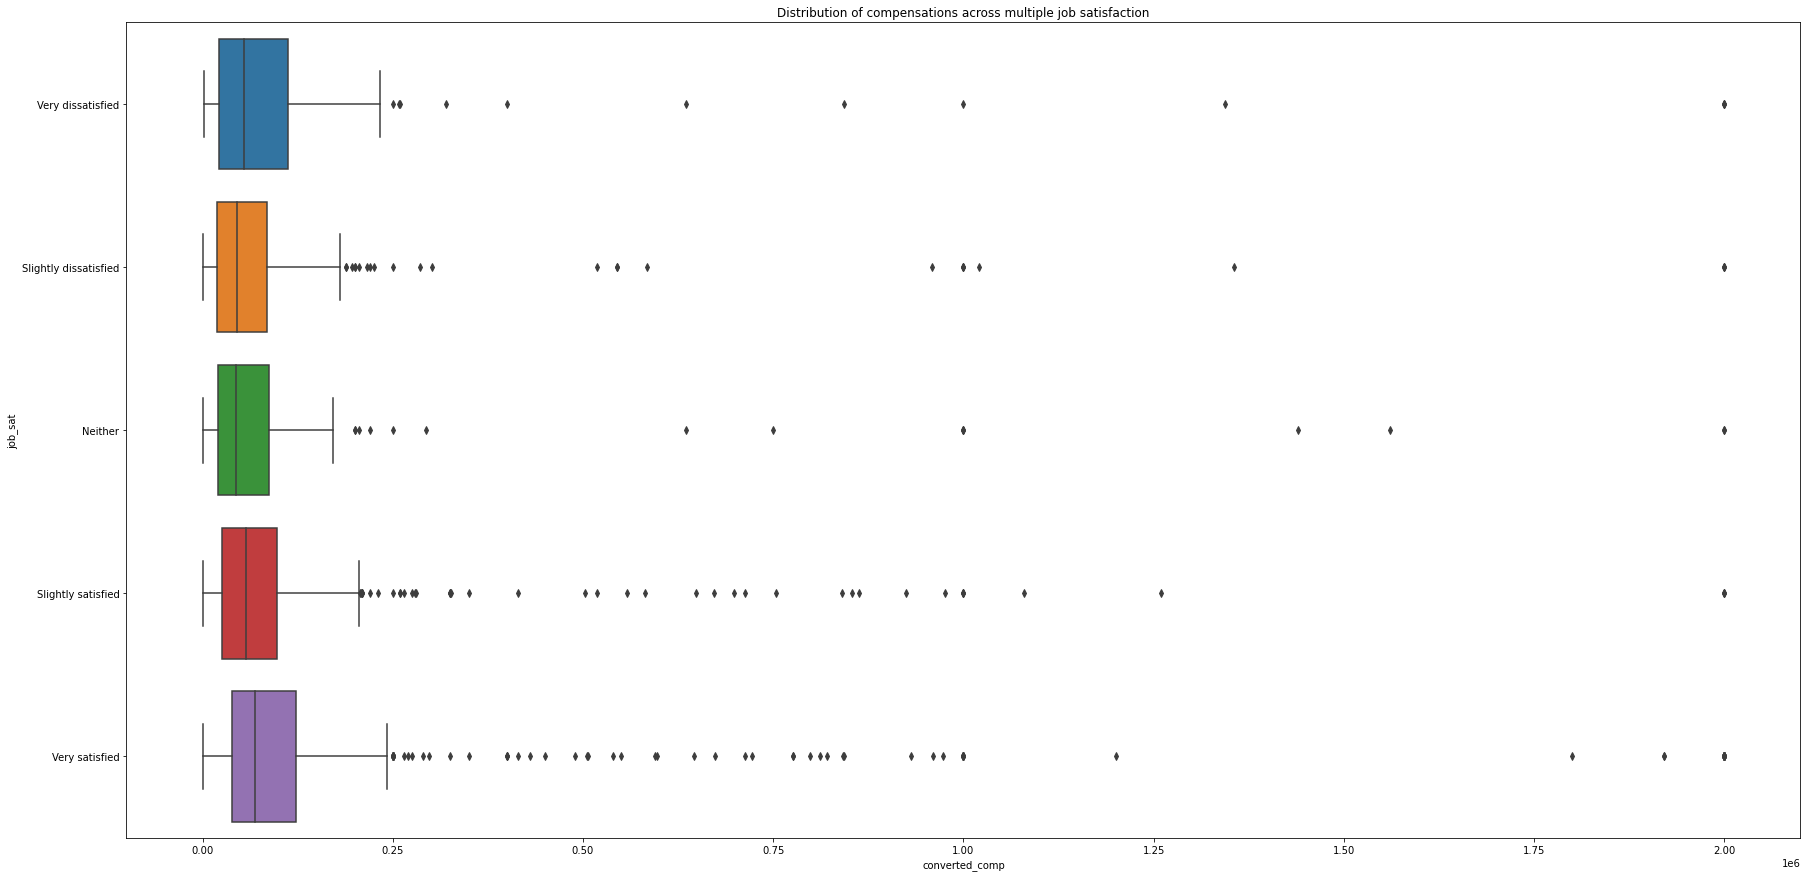 Distribution of compensations across multiple job satisfaction
Very dissatisfied
Slightly dissatisfied
Neither
Slightly satisfied
Very satisfied
job_sat
0.00 0.25 0.50 0.75 1.00 1.25 1.50 1.75 2.00
converted_comp
1e6